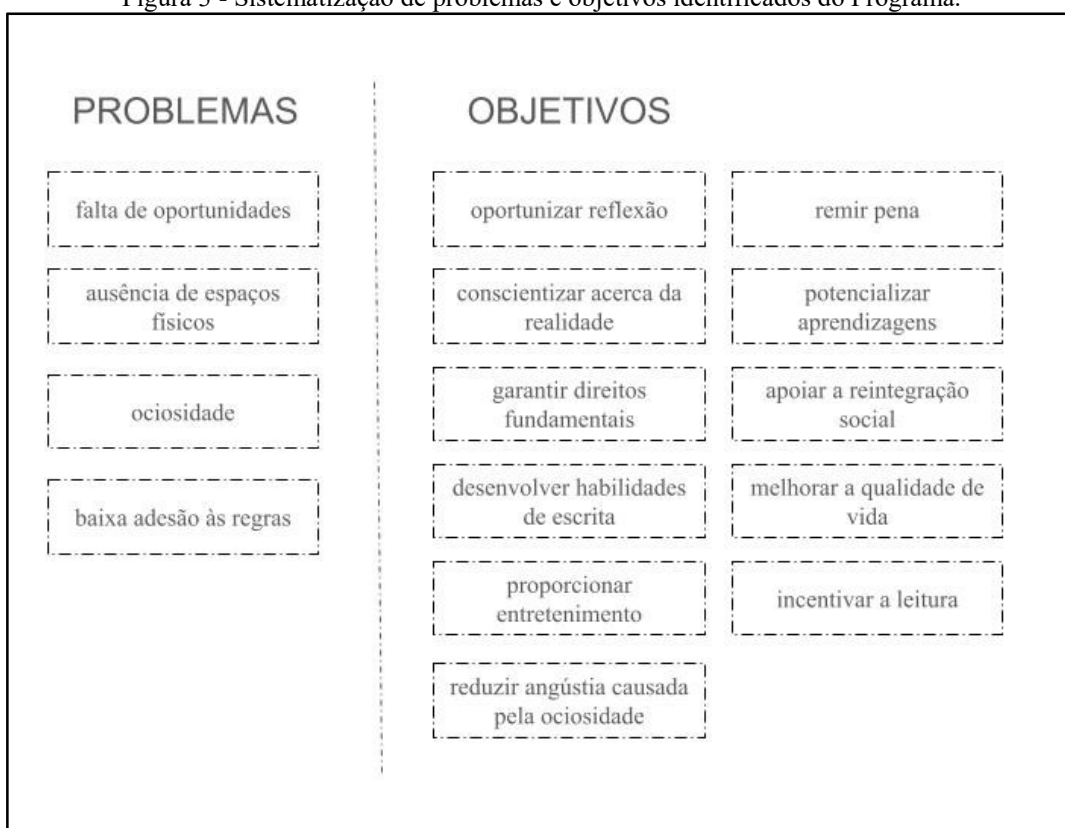 Figura 5 - Sistematização de problemas e objetivos identificados do Programa.
PROBLEMAS
falta de oportunidades
ausência de espaços
físicos
ociosidade
baixa adesão às regras
OBJETIVOS
oportunizar reflexão
remir pena
conscientizar acerca da
realidade
potencializar
aprendizagens
garantir direitos
fundamentais
apoiar a reintegração
social
desenvolver habilidades
de escrita
melhorar a qualidade de
vida
proporcionar
entretenimento
incentivar a leitura
reduzir angústia causada
pela ociosidade